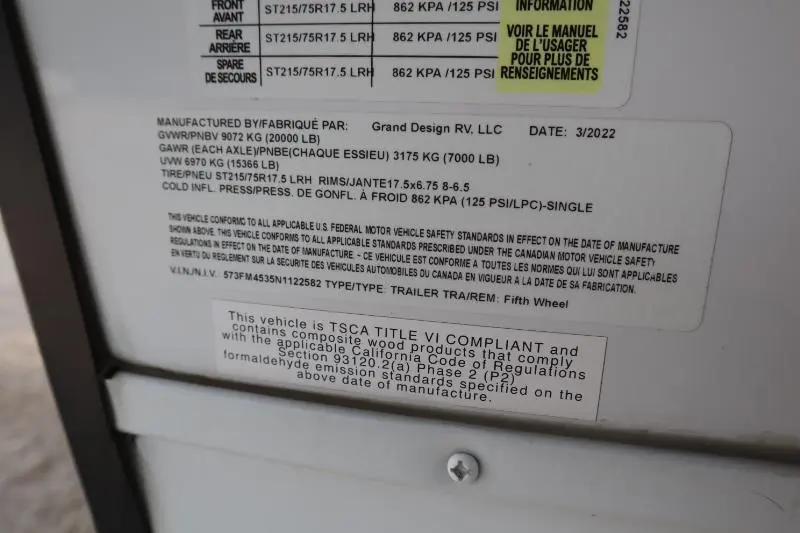 FRONT ST215/75R17.5 LRH 862 KPA /125 PSI
AVANT
REAR ST215/75R17.5 LRH 862 KPA /125 PSI
ARRIÈRE
SPARE ST215/75R17.5 LRH 862 KPA /125 PSI
DE SECOURS
INFORMATION
VOIR LE MANUEL
DE L'USAGER
POUR PLUS DE
RENSEIGNEMENTS
22582
MANUFACTURED BY/FABRIQUÉ PAR: Grand Design RV, LLC DATE: 3/2022
GVWR/PNBV 9072 KG (20000 LB)
GAWR (EACH AXLE)/PNBE(CHAQUE ESSIEU) 3175 KG (7000 LB)
UVW 6970 KG (15366 LB)
TIRE/PNEU ST215/75R17.5 LRH RIMS/JANTE17.5x6.75 8-6.5
COLD INFL. PRESS/PRESS. DE GONFL. À FROID 862 KPA (125 PSI/LPC)-SINGLE
THIS VEHICLE CONFORMS TO ALL APPLICABLE U.S. FEDERAL MOTOR VEHICLE SAFETY STANDARDS IN EFFECT ON THE DATE OF MANUFACTURE
SHOWN ABOVE. THIS VEHICLE CONFORMS TO ALL APPLICABLE STANDARDS PRESCRIBED UNDER THE CANADIAN MOTOR VEHICLE SAFETY
REGULATIONS IN EFFECT ON THE DATE OF MANUFACTURE. - CE VEHICULE EST CONFORME A TOUTES LES NORMES QUI LUI SONT APPLICABLES
EN VERTU DU REGLEMENT SUR LA SECURITE DES VEHICULES AUTOMOBILES DU CANADA EN VIGUEUR A LA DATE DE SA FABRICATION.
V.I.N./N.I.V.: 573FM4535N1122582 TYPE/TYPE: TRAILER TRA/REM: Fifth Wheel
This vehicle is TSCA TITLE VI COMPLIANT and
contains composite wood products that comply
with the applicable California Code of Regulations
Section 93120.2(a) Phase 2 (P2)
formaldehyde emission standards specified on the
above date of manufacture.